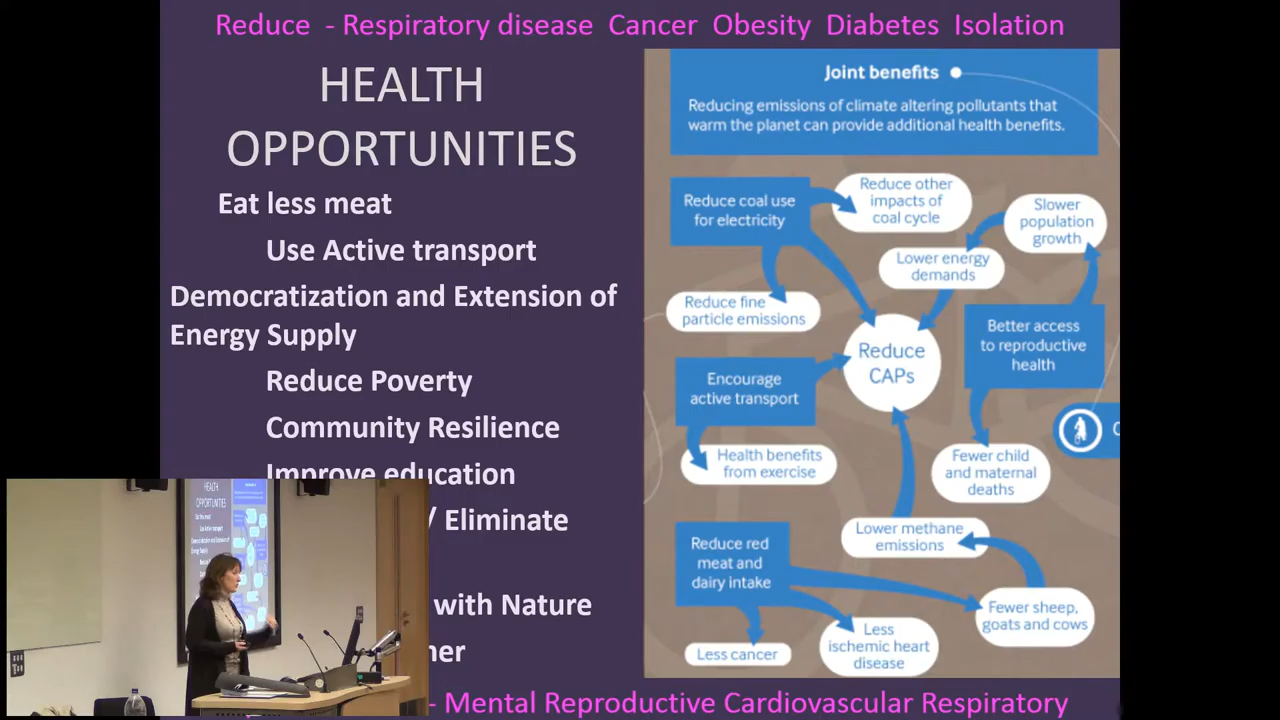 Reduce - Respiratory disease Cancer Obesity Diabetes Isolation
HEALTH
OPPORTUNITIES
Eat less meat
Use Active transport
Democratization and Extension of
Energy Supply
Reduce Poverty
Community Resilience
Improve education
/ Eliminate
with Nature
- Mental Reproductive Cardiovascular Respiratory
Joint benefits
Reducing emissions of climate altering pollutants that
warm the planet can provide additional health benefits.
Reduce coal use
for electricity
Reduce other
impacts of
coal cycle
Slower
population
growth
Lower energy
demands
Reduce fine
particle emissions
Better access
to reproductive
health
Reduce
CAPs
Encourage
active transport
Health benefits
from exercise
Fewer child
and maternal
deaths
Lower methane
emissions
Reduce red
meat and
dairy intake
Fewer sheep,
goats and cows
Less
ischemic heart
disease
Less cancer
HEALTH
OPPORTUNITIES